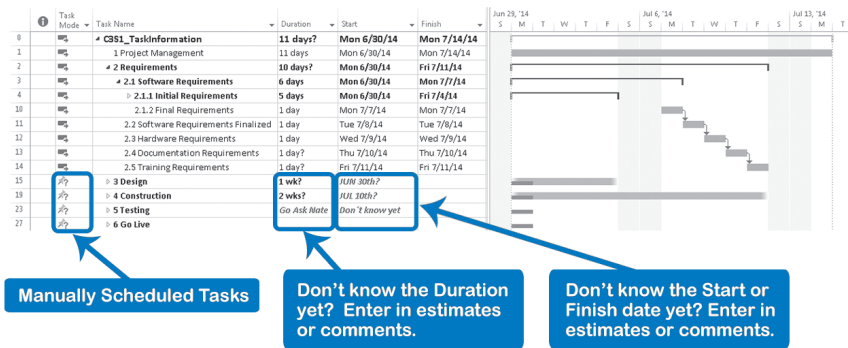 Jun 29, '14 Jul 6, '14 Jul 13, '14
Task Mode Task Name Duration Start Finish S M T W T F S S M T W T F S S M T
0 C3S1_TaskInformation 11 days? Mon 6/30/14 Mon 7/14/14
1 1 Project Management 11 days Mon 6/30/14 Mon 7/14/14
2 2 Requirements 10 days? Mon 6/30/14 Fri 7/11/14
3 2.1 Software Requirements 6 days Mon 6/30/14 Mon 7/7/14
4 2.1.1 Initial Requirements 5 days Mon 6/30/14 Fri 7/4/14
10 2.1.2 Final Requirements 1 day Mon 7/7/14 Mon 7/7/14
11 2.2 Software Requirements Finalized 1 day Tue 7/8/14 Tue 7/8/14
12 2.3 Hardware Requirements 1 day Wed 7/9/14 Wed 7/9/14
13 2.4 Documentation Requirements 1 day? Thu 7/10/14 Thu 7/10/14
14 2.5 Training Requirements 1 day? Fri 7/11/14 Fri 7/11/14
15 3 Design 1 wk? JUN 30th?
19 4 Construction 2 wks? JUL 10th?
23 5 Testing Go Ask Nate Don't know yet
27 6 Go Live
Manually Scheduled Tasks
Don't know the Duration
yet? Enter in estimates
or comments.
Don't know the Start or
Finish date yet? Enter in
estimates or comments.